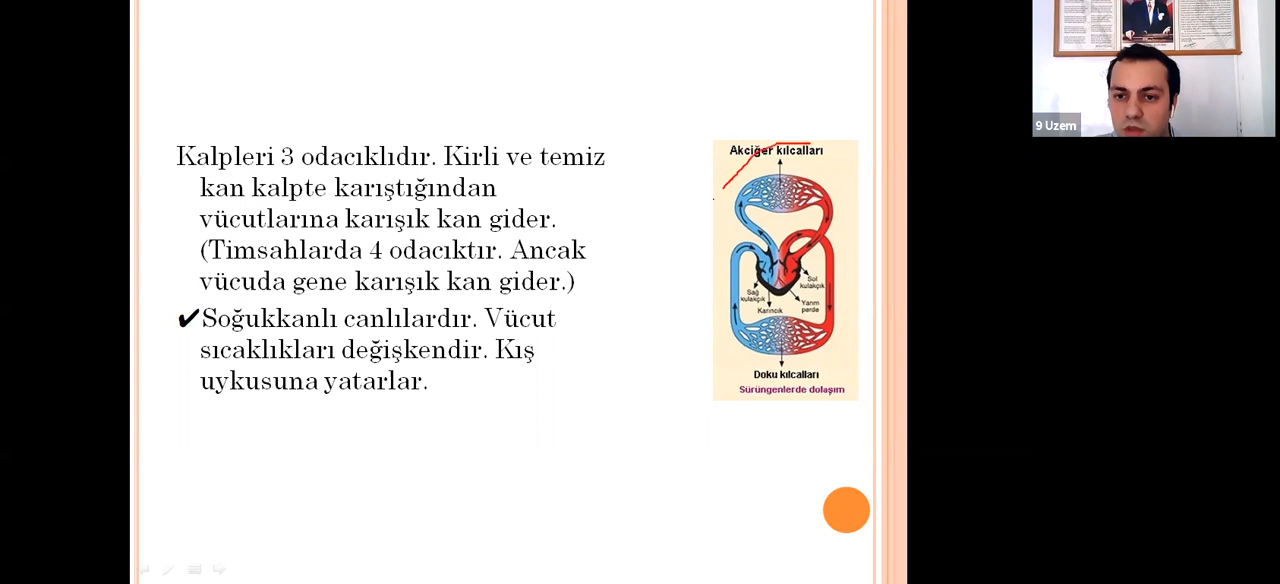 Kalpleri 3 odacıklıdır. Kirli ve temiz
kan kalpte karıştığından
vücutlarına karışık kan gider.
(Timsahlarda 4 odacıktır. Ancak
vücuda gene karışık kan gider.)
✔Soğukkanlı canlılardır. Vücut
sıcaklıkları değişkendir. Kış
uykusuna yatarlar.
Akciğer kılcalları
Sol
kulakçık
Sağ
kulakçık
Yarım
perde
Karıncık
Doku kılcalları
Sürüngenlerde dolaşım
9 Uzem